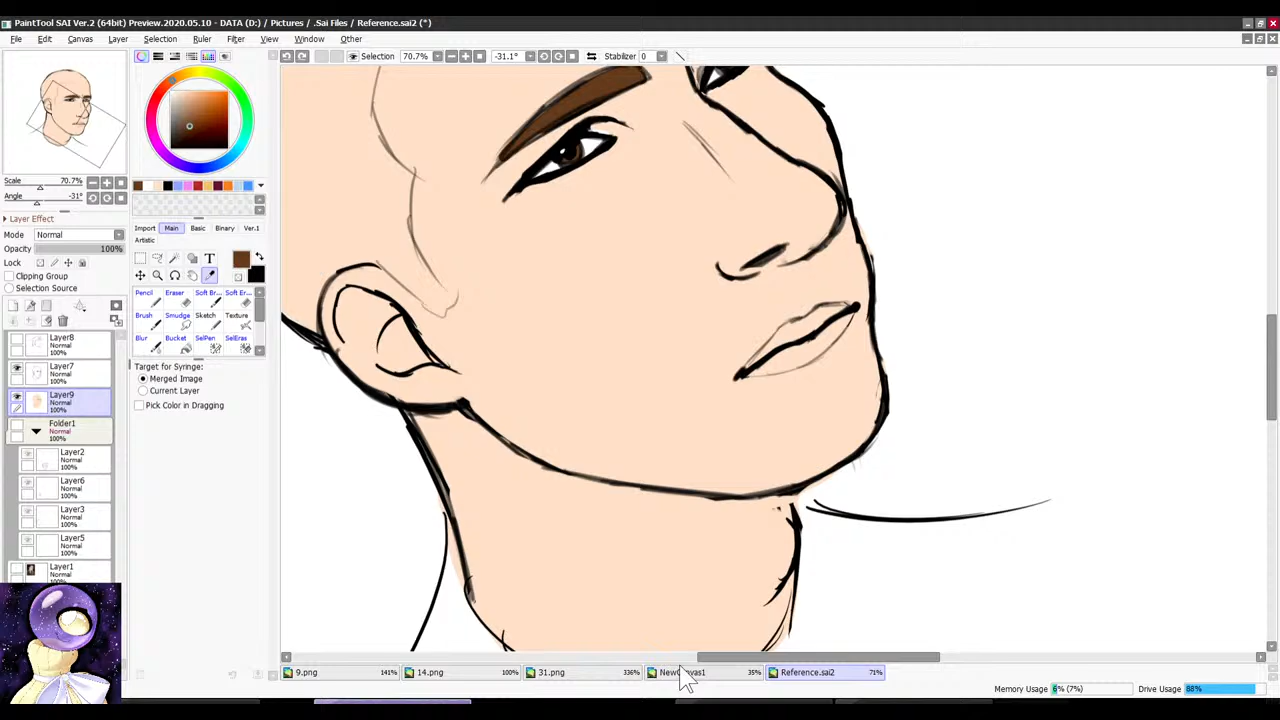 PaintTool SAI Ver.2 (64bit) Preview.2020.05.10 - DATA (D:) / Pictures / .Sai Files / Reference.sai2 (*)
File Edit Canvas Layer Selection Ruler Filter View Window Other
Selection 70.7% -31.1° Stabilizer 0
Scale 70.7%
Angle -31°
Layer Effect
Mode Normal
Opacity 100%
Lock
Clipping Group
Selection Source
Layer8
Normal
100%
Layer7
Normal
100%
Layer9
Normal
100%
Folder1
Normal
100%
Layer2
Normal
100%
Layer6
Normal
100%
Layer3
Normal
100%
Layer5
Normal
100%
Layer1
Normal
100%
Import Main Basic Binary Ver.1
Artistic
T
Pencil Eraser Soft Br... Soft Er...
Brush Smudge Sketch Texture
Blur Bucket SelPen SelEras
Target for Syringe:
Merged Image
Current Layer
Pick Color in Dragging
9.png 141% 14.png 100% 31.png 336% 35% Reference.sai2 71%
Memory Usage 6% (7%) Drive Usage 88%